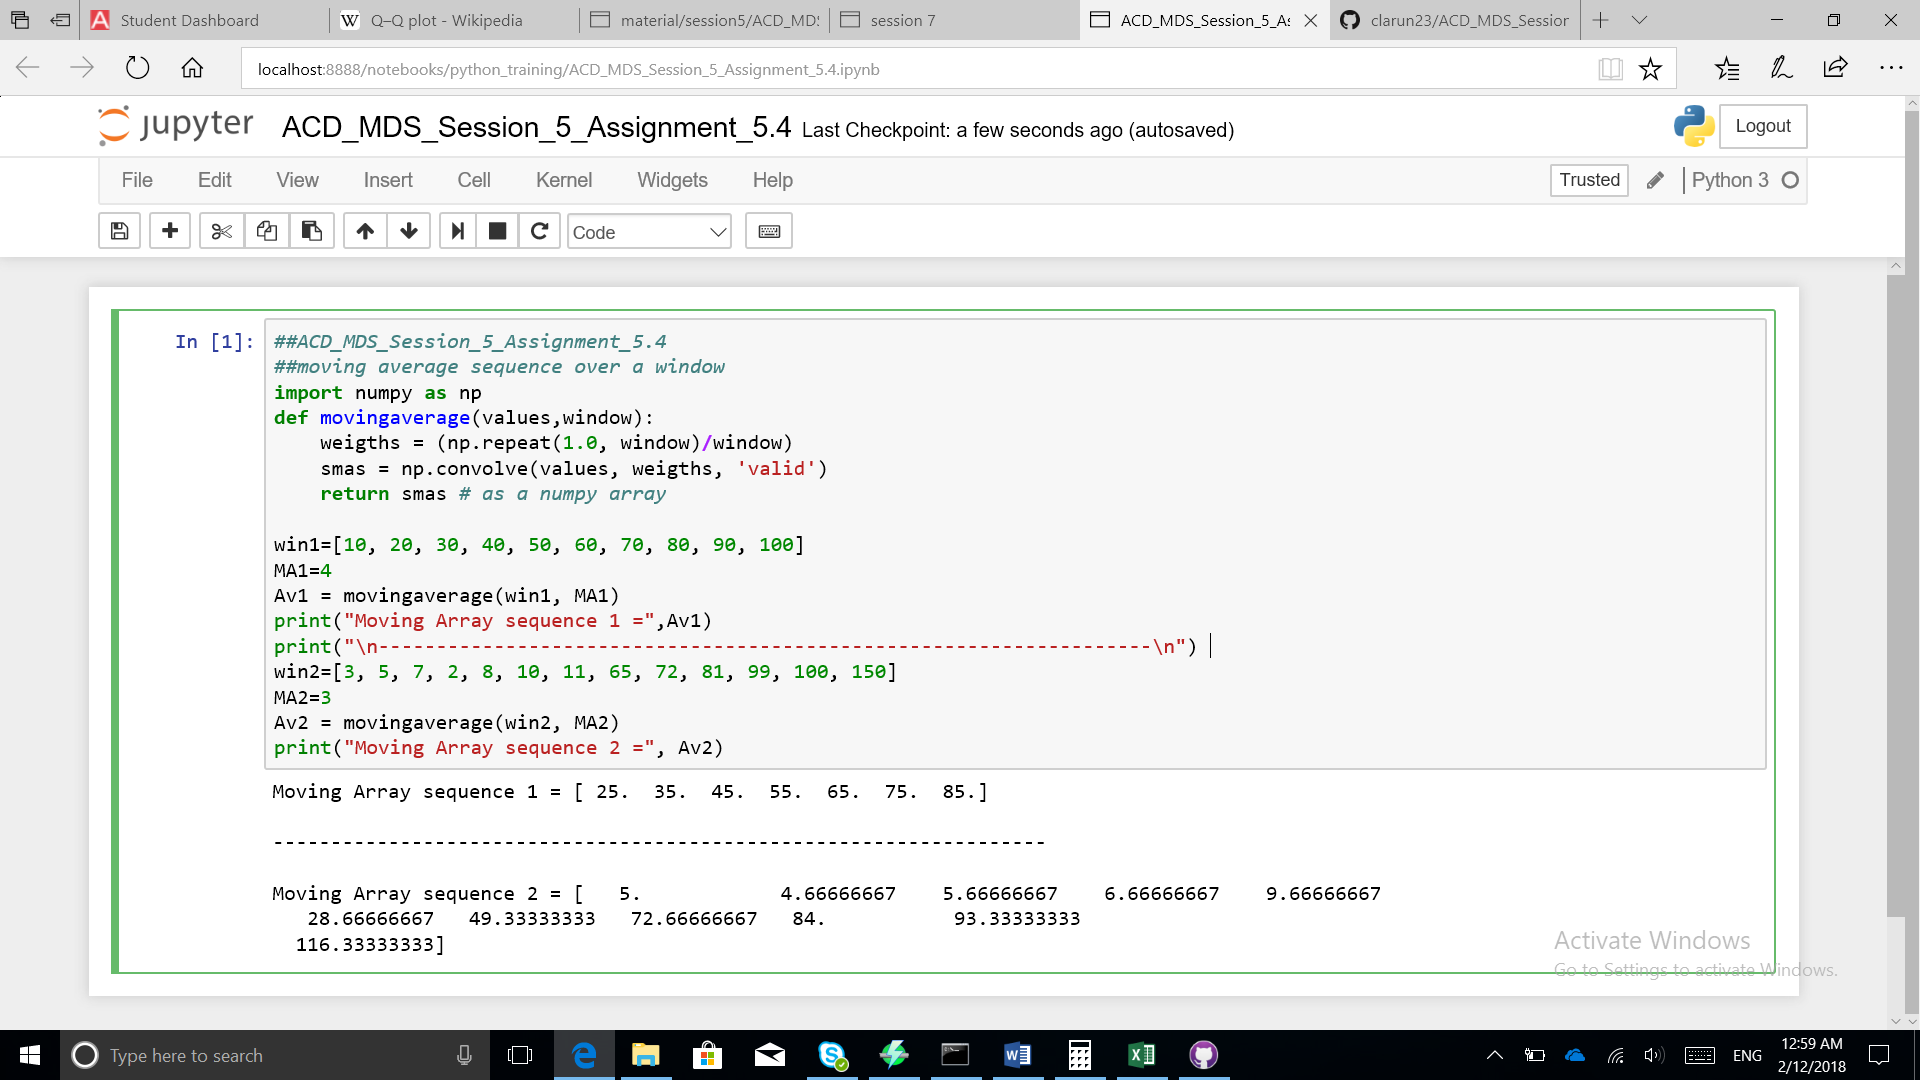 Student Dashboard
W Q–Q plot - Wikipedia
material/session5/ACD_MD
session 7
ACD_MDS_Session_5_As
clarun23/ACD_MDS_Session
localhost:8888/notebooks/python_training/ACD_MDS_Session_5_Assignment_5.4.ipynb
jupyter ACD_MDS_Session_5_Assignment_5.4 Last Checkpoint: a few seconds ago (autosaved)
Logout
File Edit View Insert Cell Kernel Widgets Help
Trusted
Python 3
Code
In [1]:
##ACD_MDS_Session_5_Assignment_5.4
##moving average sequence over a window
import numpy as np
def movingaverage(values,window):
    weigths = (np.repeat(1.0, window)/window)
    smas = np.convolve(values, weigths, 'valid')
    return smas # as a numpy array
win1=[10, 20, 30, 40, 50, 60, 70, 80, 90, 100]
MA1=4
Av1 = movingaverage(win1, MA1)
print("Moving Array sequence 1 =",Av1)
print("\n-------------------------------------------------------------------\n")
win2=[3, 5, 7, 2, 8, 10, 11, 65, 72, 81, 99, 100, 150]
MA2=3
Av2 = movingaverage(win2, MA2)
print("Moving Array sequence 2 =", Av2)
Moving Array sequence 1 = [ 25.  35.  45.  55.  65.  75.  85.]
-------------------------------------------------------------------
Moving Array sequence 2 = [   5.            4.66666667    5.66666667    6.66666667    9.66666667
   28.66666667   49.33333333   72.66666667   84.           93.33333333
  116.33333333]
Activate Windows
Go to Settings to activate Windows.
Type here to search
ENG
12:59 AM
2/12/2018